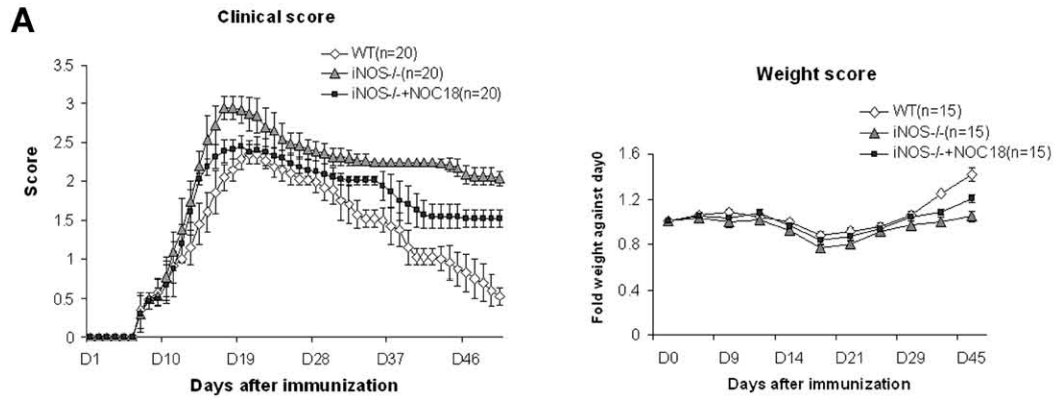 A
Clinical score
WT(n=20)
iNOS-/-(n=20)
iNOS-/-+NOC18(n=20)
3.5
3
2.5
2
1.5
1
0.5
0
Score
D1 D10 D19 D28 D37 D46
Days after immunization
Weight score
WT(n=15)
iNOS-/-(n=15)
iNOS-/-+NOC18(n=15)
1.6
1.2
0.8
0.4
0
Fold weight against day0
D0 D9 D14 D21 D29 D45
Days after immunization